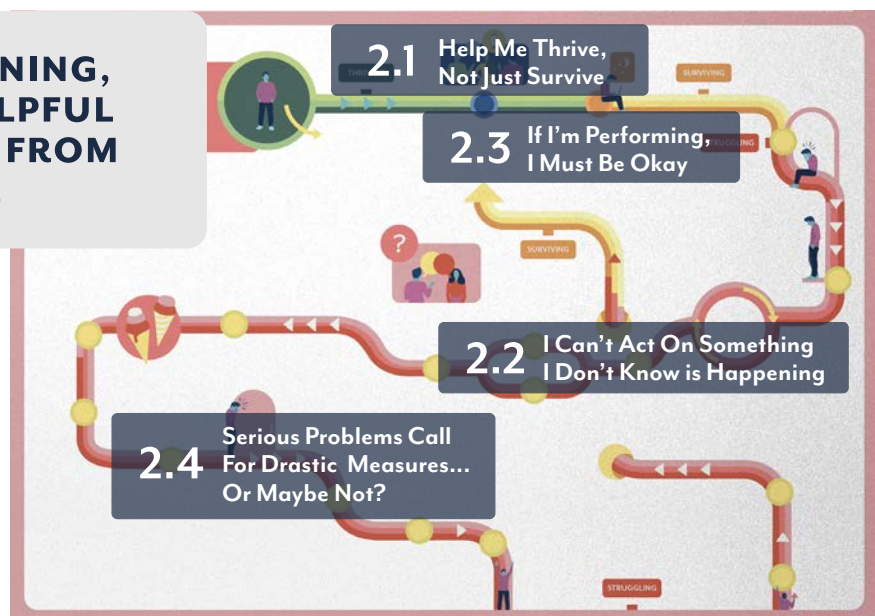 NING,
LPFUL
FROM
2.1 Help Me Thrive,
Not Just Survive
SURVIVING
2.3 If I'm Performing,
I Must Be Okay
?
SURVIVING
2.2 I Can't Act On Something
I Don't Know is Happening
2.4 Serious Problems Call
For Drastic Measures...
Or Maybe Not?
STRUGGLING